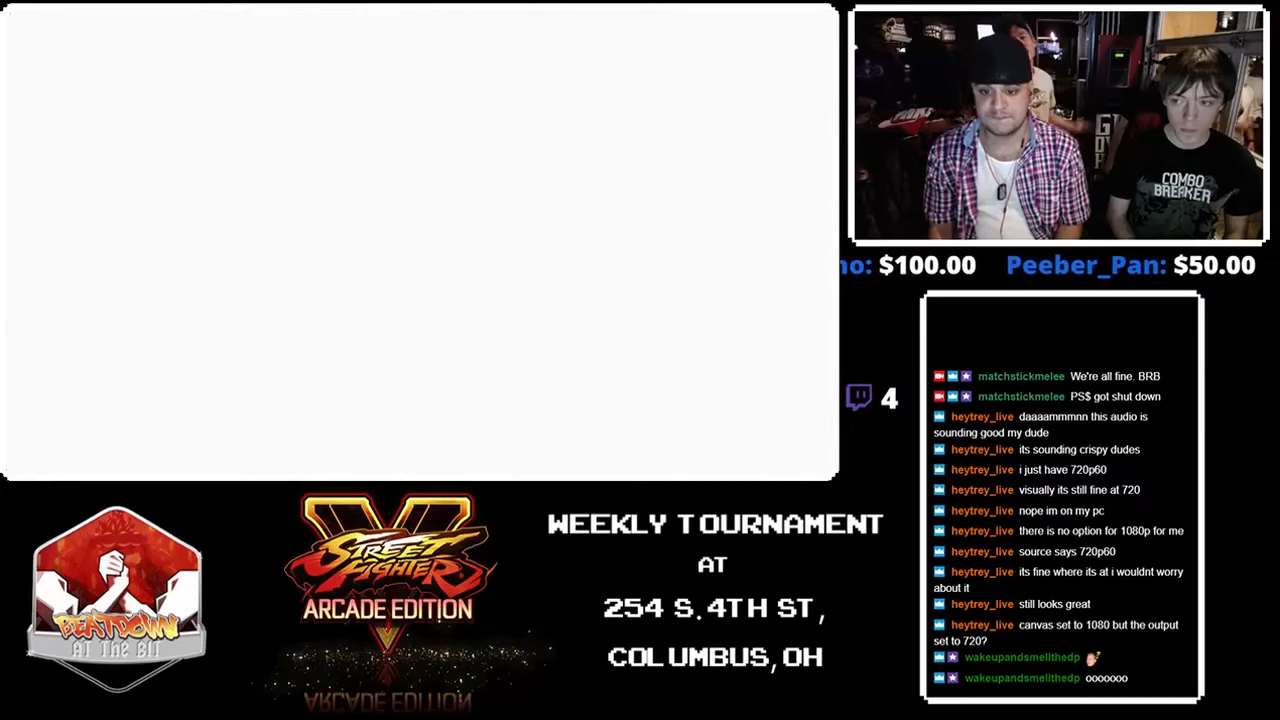 COMBO
BREAKER
no: $100.00 Peeber_Pan: $50.00
matchstickmelee We're all fine. BRB
matchstickmelee PS$ got shut down
heytrey_live daaaammmnn this audio is
sounding good my dude
heytrey_live its sounding crispy dudes
heytrey_live i just have 720p60
heytrey_live visually its still fine at 720
heytrey_live nope im on my pc
heytrey_live there is no option for 1080p for me
heytrey_live source says 720p60
heytrey_live its fine where its at i wouldnt worry
about it
heytrey_live still looks great
heytrey_live canvas set to 1080 but the output
set to 720?
wakeupandsmellthedp
wakeupandsmellthedp ooooooo
4
BEATDOWN
AT THE BIT
V
STREET
FIGHTER
ARCADE EDITION
WEEKLY TOURNAMENT
AT
254 S.4TH ST,
COLUMBUS,OH